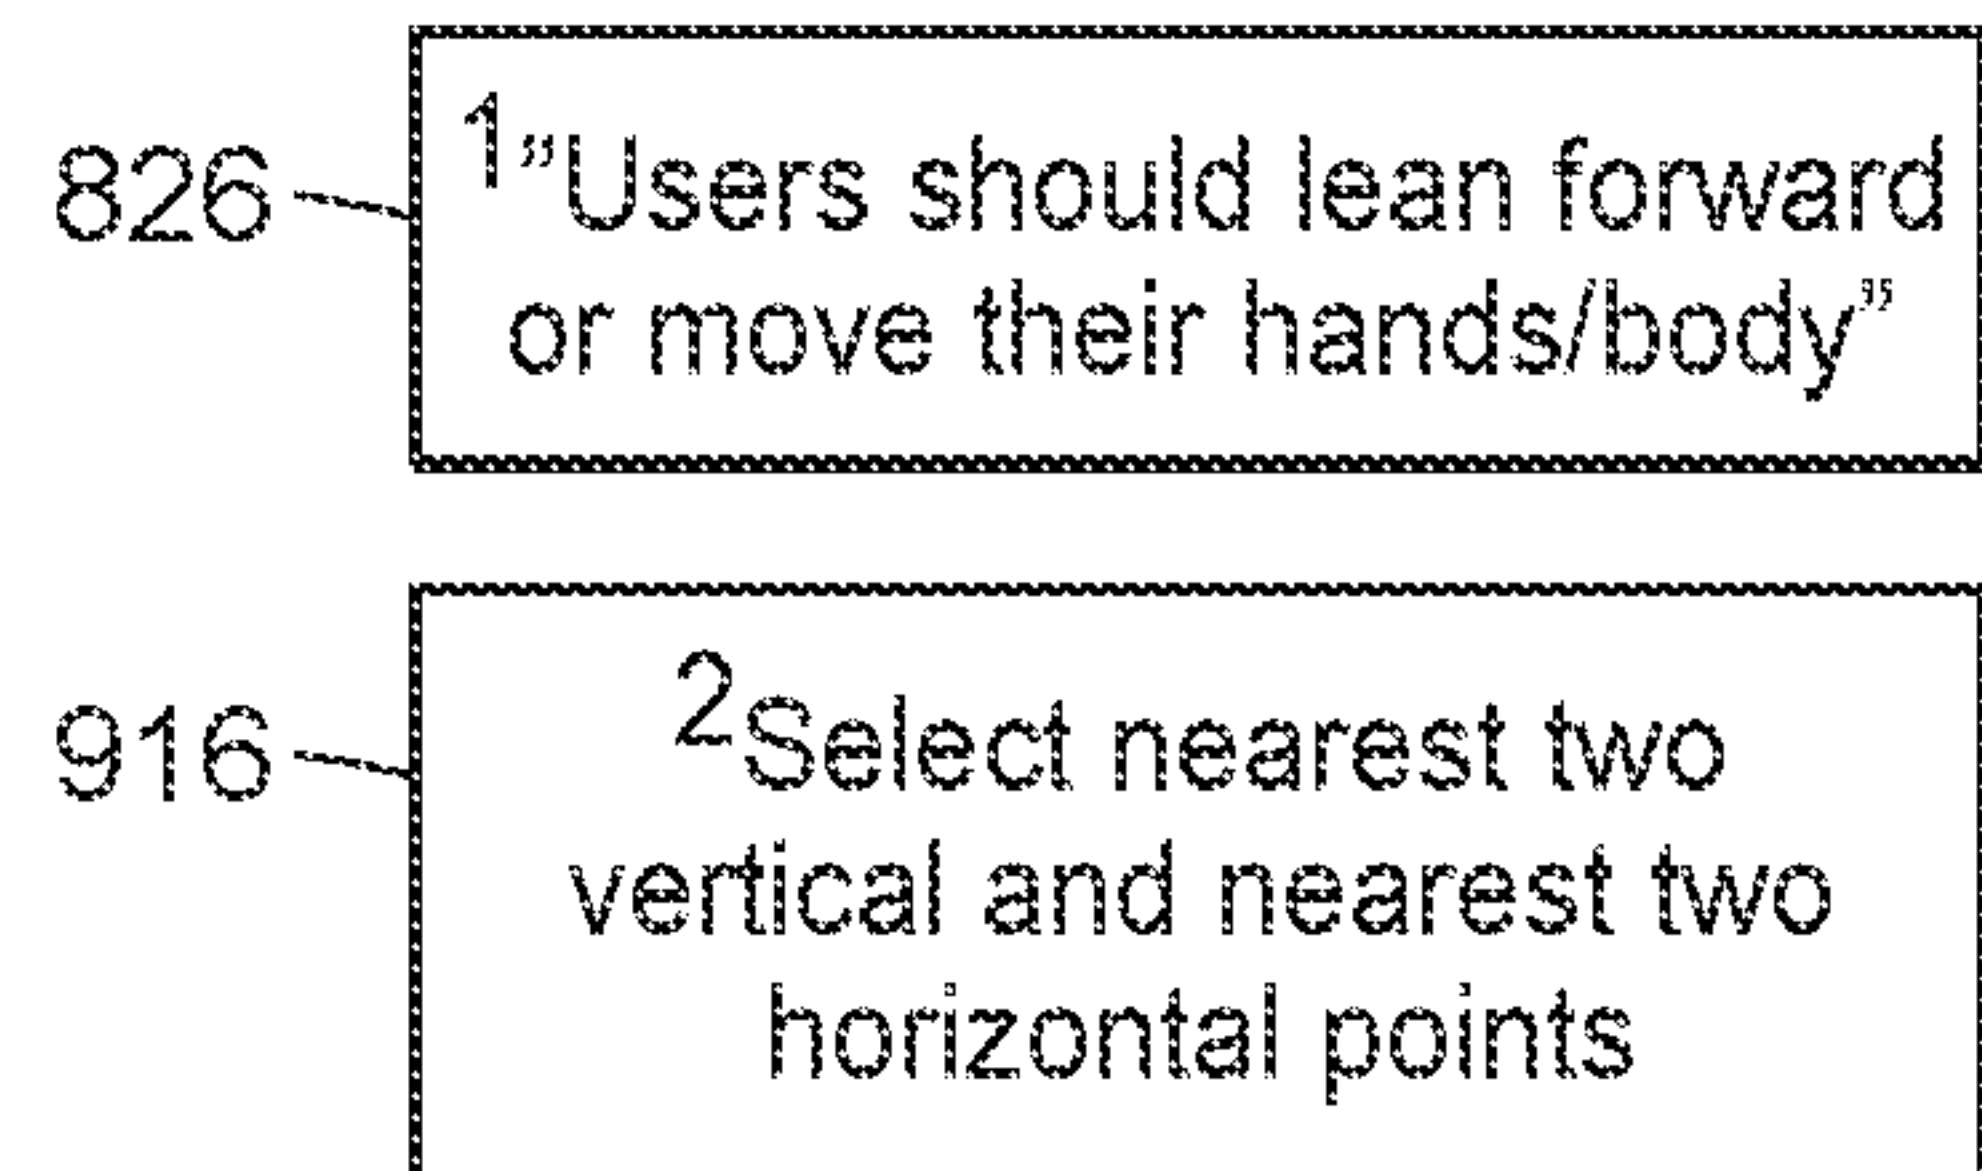 826
1”Users should lean forward
or move their hands/body”
916
2Select nearest two
vertical and nearest two
horizontal points